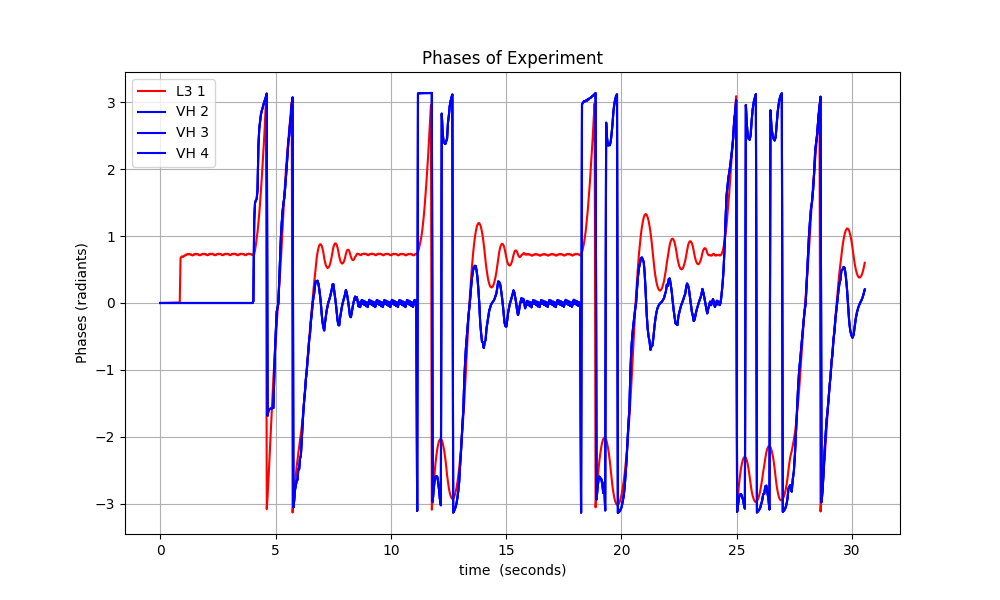 Phases of Experiment
L3 1
VH 2
VH 3
VH 4
Phases (radiants)
3
2
1
0
−1
−2
−3
0 5 10 15 20 25 30
time (seconds)